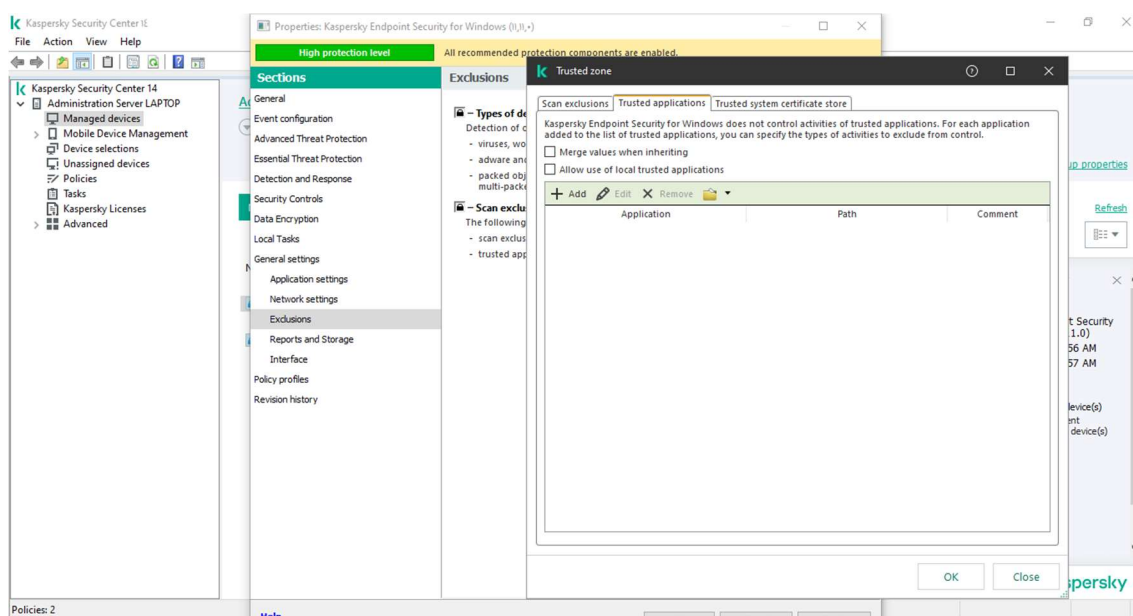 Kaspersky Security Center 1
File Action View Help
Kaspersky Security Center 14
Administration Server LAPTOP
Managed devices
Mobile Device Management
Device selections
Unassigned devices
Policies
Tasks
Kaspersky Licenses
Advanced
Policies: 2
Properties: Kaspersky Endpoint Security for Windows (11,11,+)
High protection level
All recommended protection components are enabled.
Sections
General
Event configuration
Advanced Threat Protection
Essential Threat Protection
Detection and Response
Security Controls
Data Encryption
Local Tasks
General settings
Application settings
Network settings
Exclusions
Reports and Storage
Interface
Policy profiles
Revision history
Help
Exclusions
– Types of de
Detection of o
- viruses, wo
- adware and
- packed obj
multi-packe
– Scan exclu
The following
- scan exclus
- trusted app
Trusted zone
Scan exclusions Trusted applications Trusted system certificate store
Kaspersky Endpoint Security for Windows does not control activities of trusted applications. For each application
added to the list of trusted applications, you can specify the types of activities to exclude from control.
Merge values when inheriting
Allow use of local trusted applications
Add Edit Remove
Application Path Comment
OK Close
up properties
Refresh
t Security
1.0)
56 AM
57 AM
device(s)
ent
device(s)
spersky